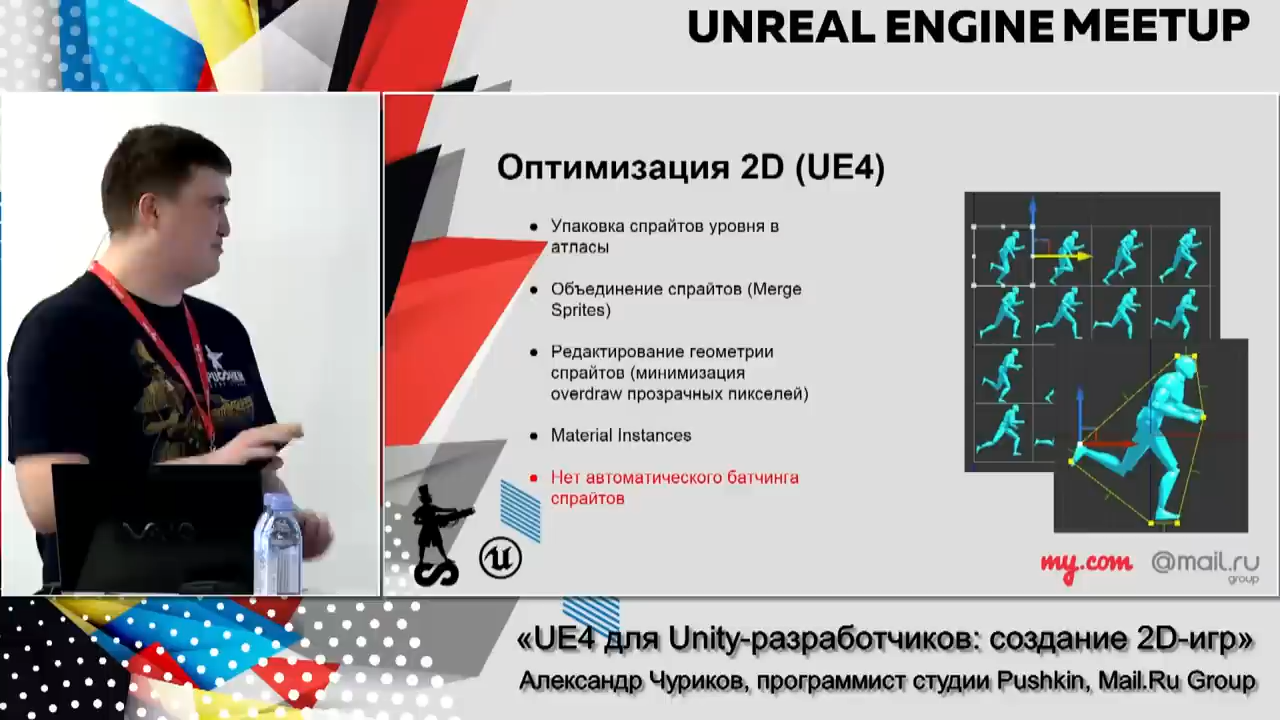 UNREAL ENGINE MEETUP
Оптимизация 2D (UE4)
Упаковка спрайтов уровня в
атласы
Объединение спрайтов (Merge
Sprites)
Редактирование геометрии
спрайтов (минимизация
overdraw прозрачных пикселей)
Material Instances
Нет автоматического батчинга
спрайтов
VAIO
my.com @mail.ru
group
«UE4 для Unity-разработчиков: создание 2D-игр»
Александр Чуриков, программист студии Pushkin, Mail.Ru Group